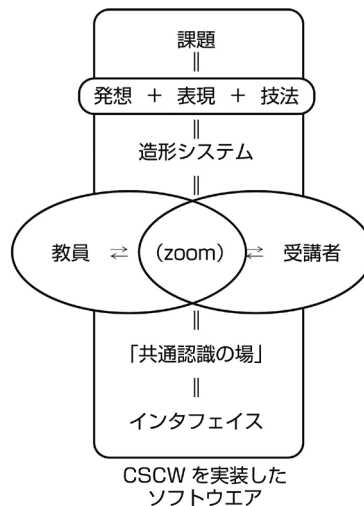 課題
||
発想 + 表現 + 技法
||
造形システム
||
教員 ⇄ (zoom) ⇄ 受講者
||
「共通認識の場」
||
インタフェイス
CSCW を実装した
ソフトウエア